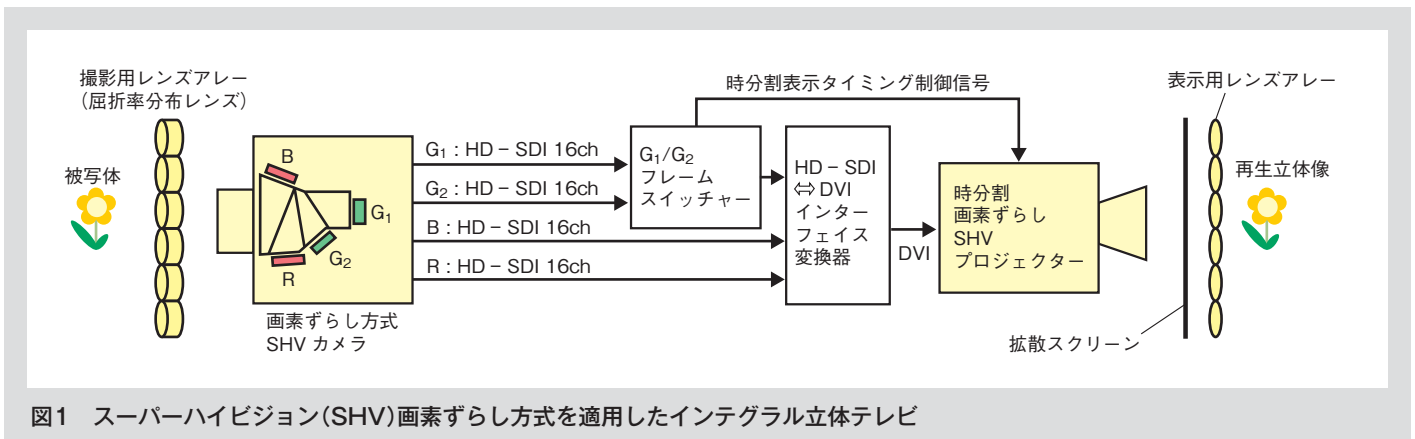 撮影用レンズアレー
(屈折率分布レンズ)
被写体
B
G₁
G₂
R
画素ずらし方式
SHV カメラ
G₁:HD-SDI 16ch
G₂:HD-SDI 16ch
B:HD-SDI 16ch
R:HD-SDI 16ch
時分割表示タイミング制御信号
G₁/G₂
フレーム
スイッチャー
HD-SDI
⇔DVI
インター
フェイス
変換器
DVI
時分割
画素ずらし
SHV
プロジェクター
表示用レンズアレー
再生立体像
拡散スクリーン
図1 スーパーハイビジョン(SHV)画素ずらし方式を適用したインテグラル立体テレビ